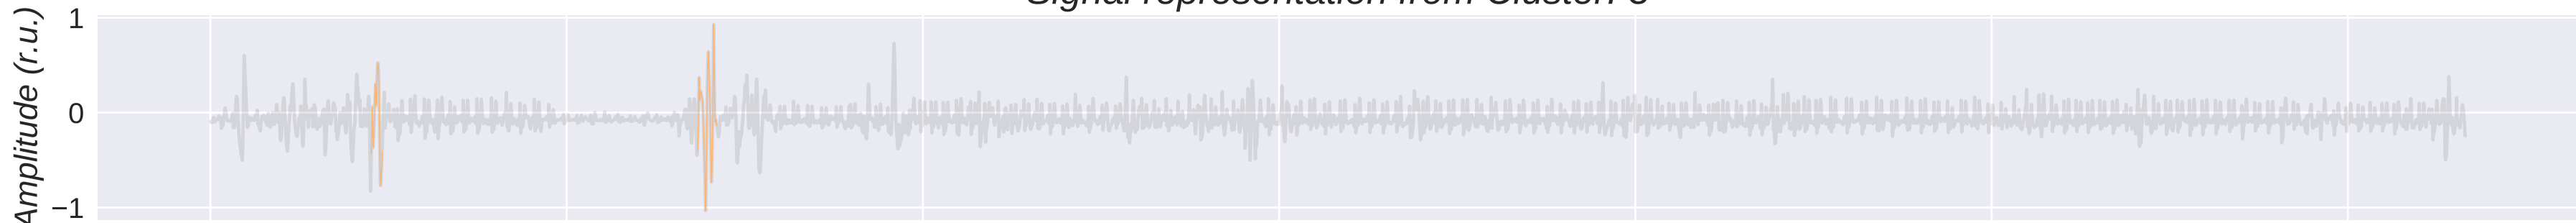 Signal representation from Cluster: 3
Amplitude (r.u.)
1
0
−1